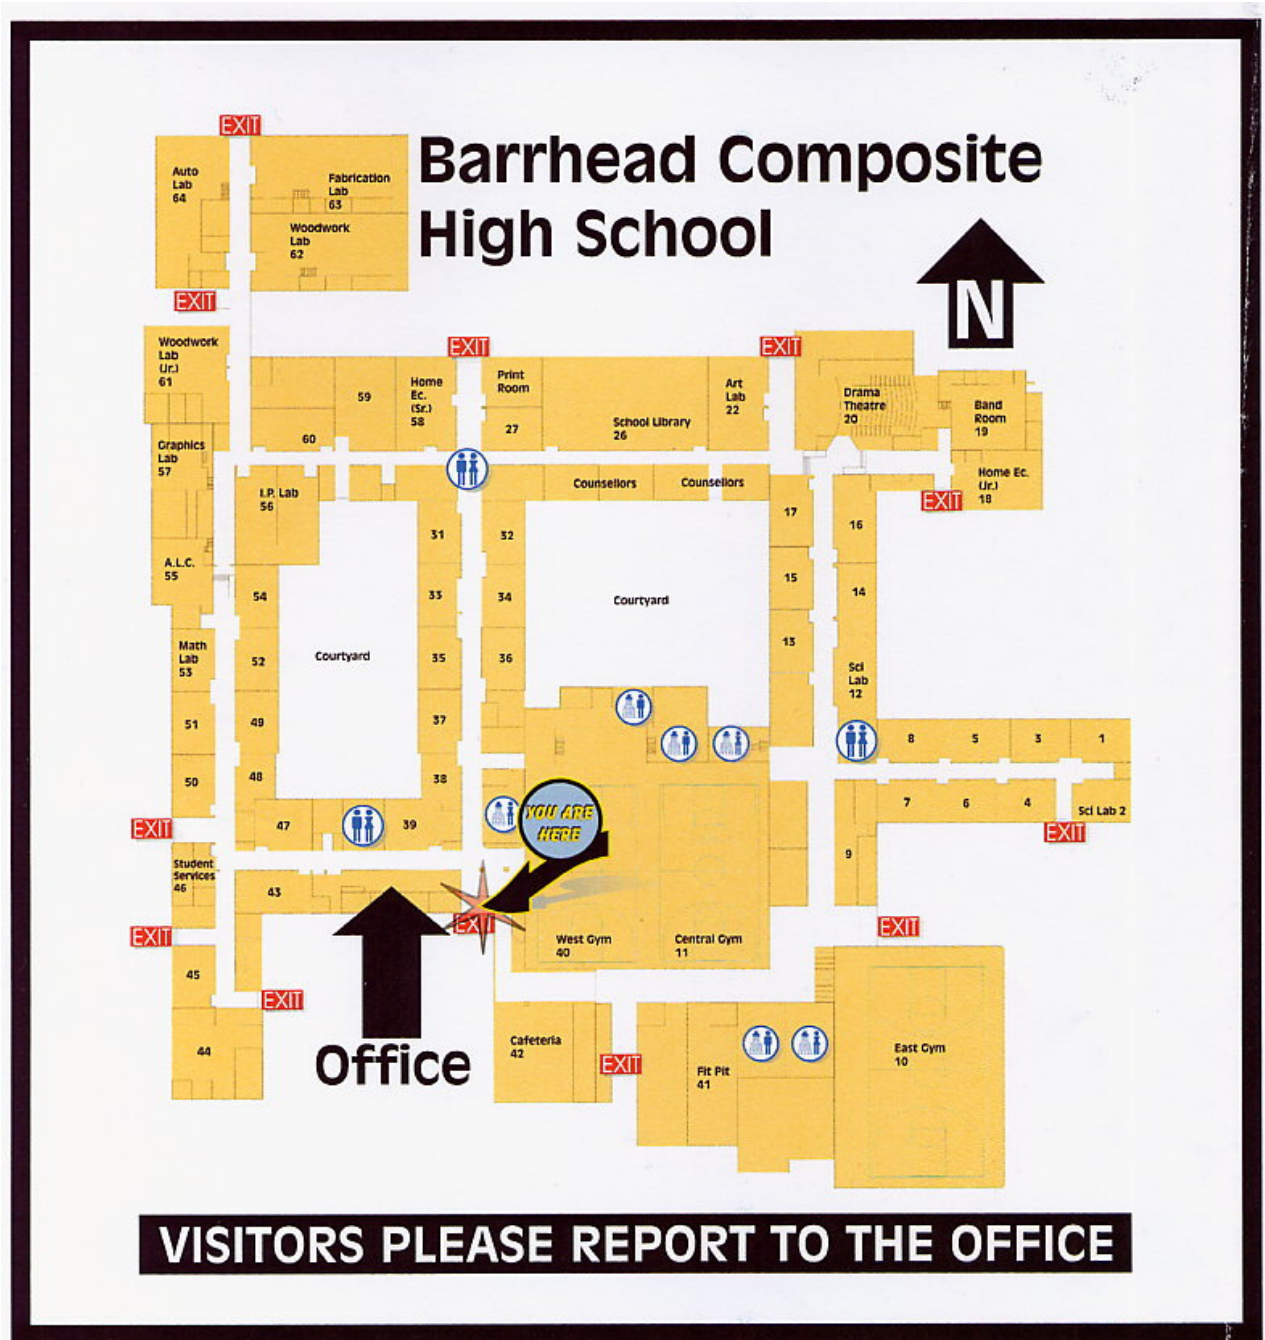 EXIT
Barrhead Composite
High School
Auto
Lab
64
Fabrication
Lab
63
Woodwork
Lab
62
N
EXIT
Woodwork
Lab
(Jr.)
61
EXIT
EXIT
59
Home
Ec.
(Sr.)
58
Print
Room
27
School Library
26
Art
Lab
22
Drama
Theatre
20
Band
Room
19
60
Graphics
Lab
57
I.P. Lab
56
Counsellors
Counsellors
Home Ec.
(Jr.)
18
EXIT
17
16
31
32
A.L.C.
55
54
33
34
Courtyard
15
14
Math
Lab
53
52
Courtyard
35
36
13
Sci
Lab
12
51
49
37
8
5
3
1
50
48
38
7
6
4
Sci Lab 2
EXIT
EXIT
47
39
YOU ARE
HERE
9
Student
Services
46
43
EXIT
EXIT
EXIT
West Gym
40
Central Gym
11
45
EXIT
44
Office
Cafeteria
42
EXIT
Fit Pit
41
East Gym
10
VISITORS PLEASE REPORT TO THE OFFICE